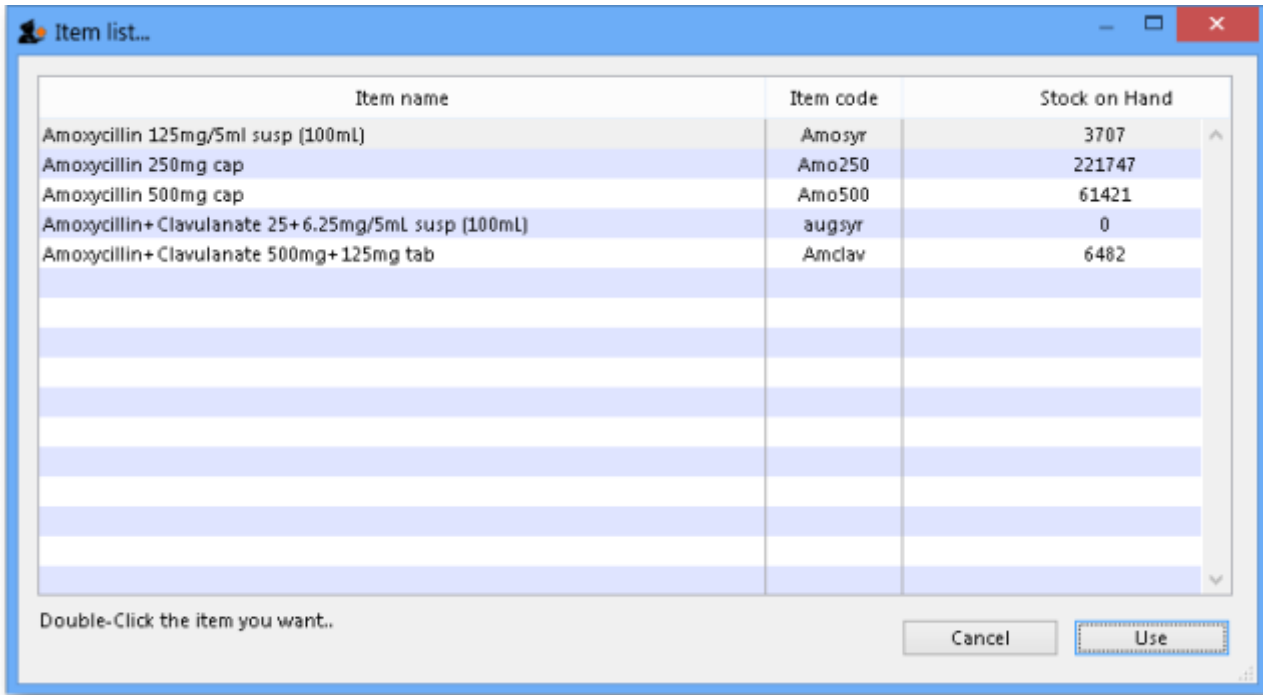 Item list...
Item name Item code Stock on Hand
Amoxycillin 125mg/5ml susp (100mL) Amosyr 3707
Amoxycillin 250mg cap Amo250 221747
Amoxycillin 500mg cap Amo500 61421
Amoxycillin+Clavulanate 25+6.25mg/5mL susp (100mL) augsyr 0
Amoxycillin+Clavulanate 500mg+125mg tab Amclav 6482
Double-Click the item you want..
Cancel Use